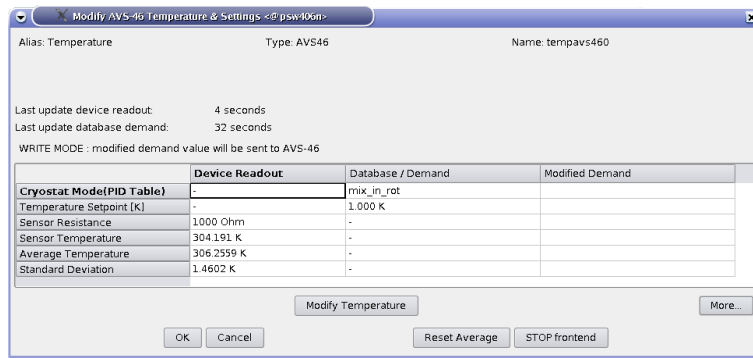 Modify AVS-46 Temperature & Settings <@psw406n>
Alias: Temperature Type: AVS46 Name: tempavs460
Last update device readout: 4 seconds
Last update database demand: 32 seconds
WRITE MODE : modified demand value will be sent to AVS-46
Device Readout Database / Demand Modified Demand
Cryostat Mode(PID Table) - mix_in_rot
Temperature Setpoint [K] - 1.000 K
Sensor Resistance 1000 Ohm -
Sensor Temperature 304.191 K -
Average Temperature 306.2559 K -
Standard Deviation 1.4602 K -
Modify Temperature More...
OK Cancel Reset Average STOP frontend